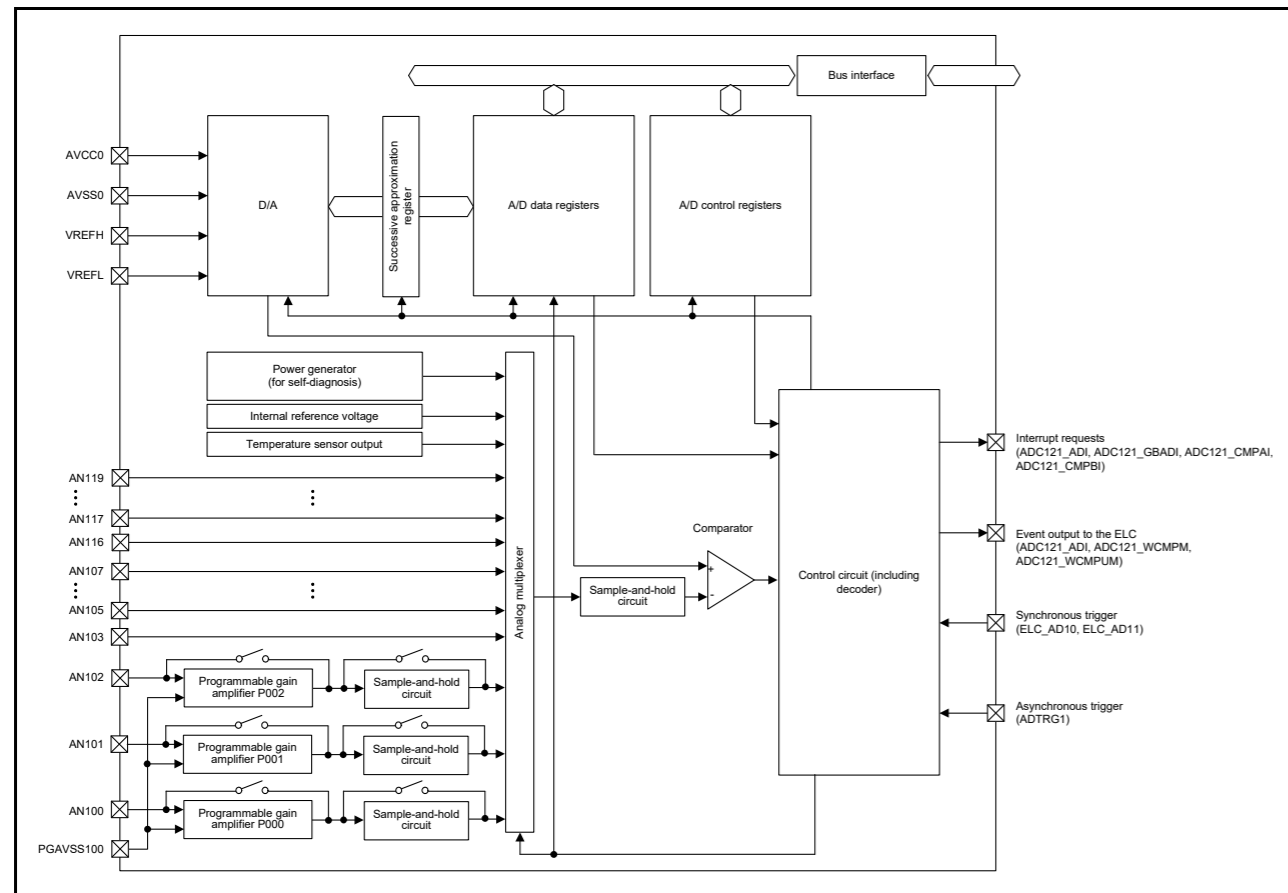 Bus interface
AVCC0
AVSS0
VREFH
VREFL
D/A
Successive approximation
register
A/D data registers
A/D control registers
Power generator
(for self-diagnosis)
Internal reference voltage
Temperature sensor output
AN119
AN117
AN116
AN107
AN105
AN103
AN102
AN101
AN100
PGAVSS100
Programmable gain
amplifier P002
Sample-and-hold
circuit
Programmable gain
amplifier P001
Sample-and-hold
circuit
Programmable gain
amplifier P000
Sample-and-hold
circuit
Analog multiplexer
Sample-and-hold
circuit
Comparator
+
-
Control circuit (including
decoder)
Interrupt requests
(ADC121_ADI, ADC121_GBADI, ADC121_CMPAI,
ADC121_CMPBI)
Event output to the ELC
(ADC121_ADI, ADC121_WCMPM,
ADC121_WCMPUM)
Synchronous trigger
(ELC_AD10, ELC_AD11)
Asynchronous trigger
(ADTRG1)